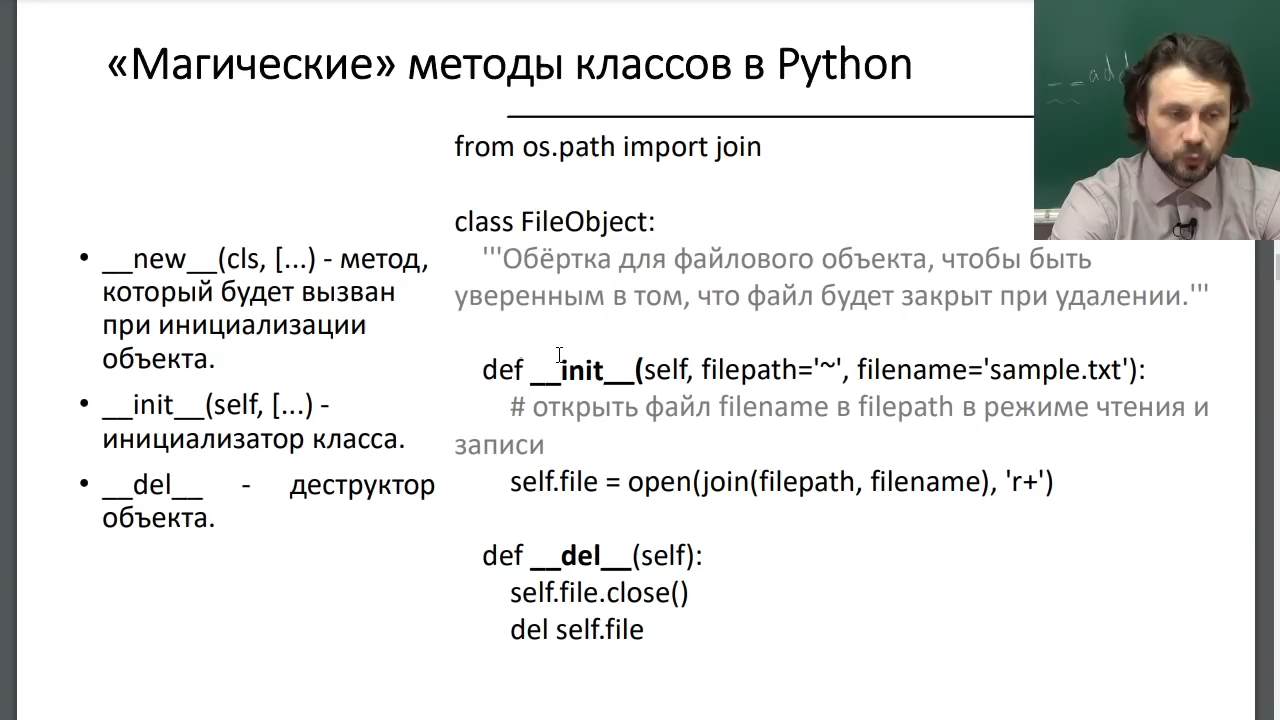 «Магические» методы классов в Python
__new__(cls, [...) - метод,
который будет вызван
при инициализации
объекта.
__init__(self, [...) -
инициализатор класса.
__del__ - деструктор
объекта.
from os.path import join
class FileObject:
'''Обёртка для файлового объекта, чтобы быть
уверенным в том, что файл будет закрыт при удалении.'''
def __init__(self, filepath='~', filename='sample.txt'):
# открыть файл filename в filepath в режиме чтения и
записи
self.file = open(join(filepath, filename), 'r+')
def __del__(self):
self.file.close()
del self.file